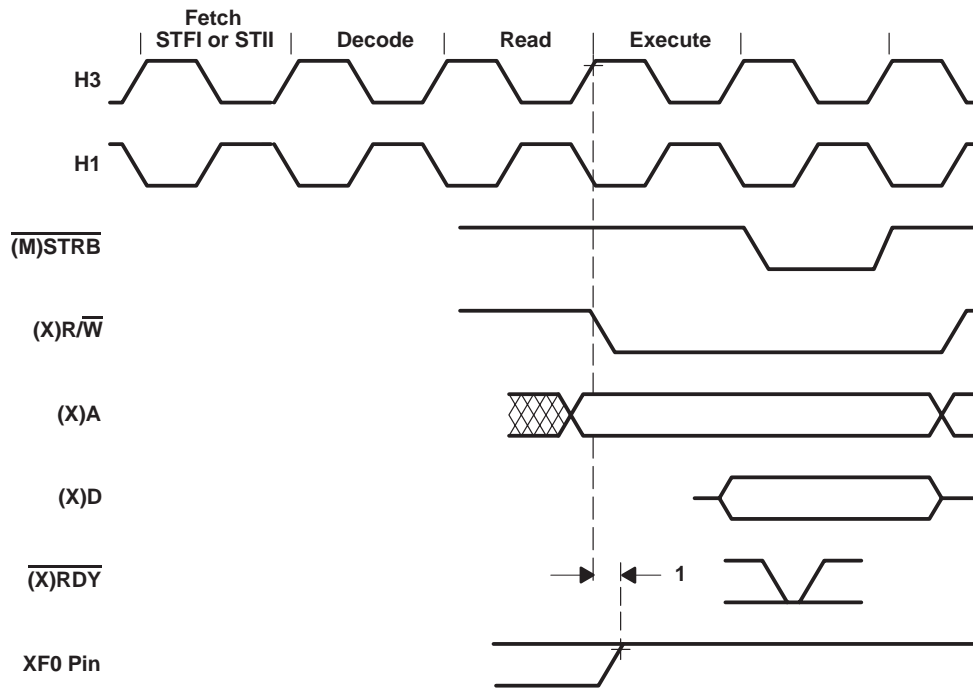 Fetch
STFI or STII
Decode
Read
Execute
H3
H1
(M)STRB
(X)R/W
(X)A
(X)D
(X)RDY
1
XF0 Pin